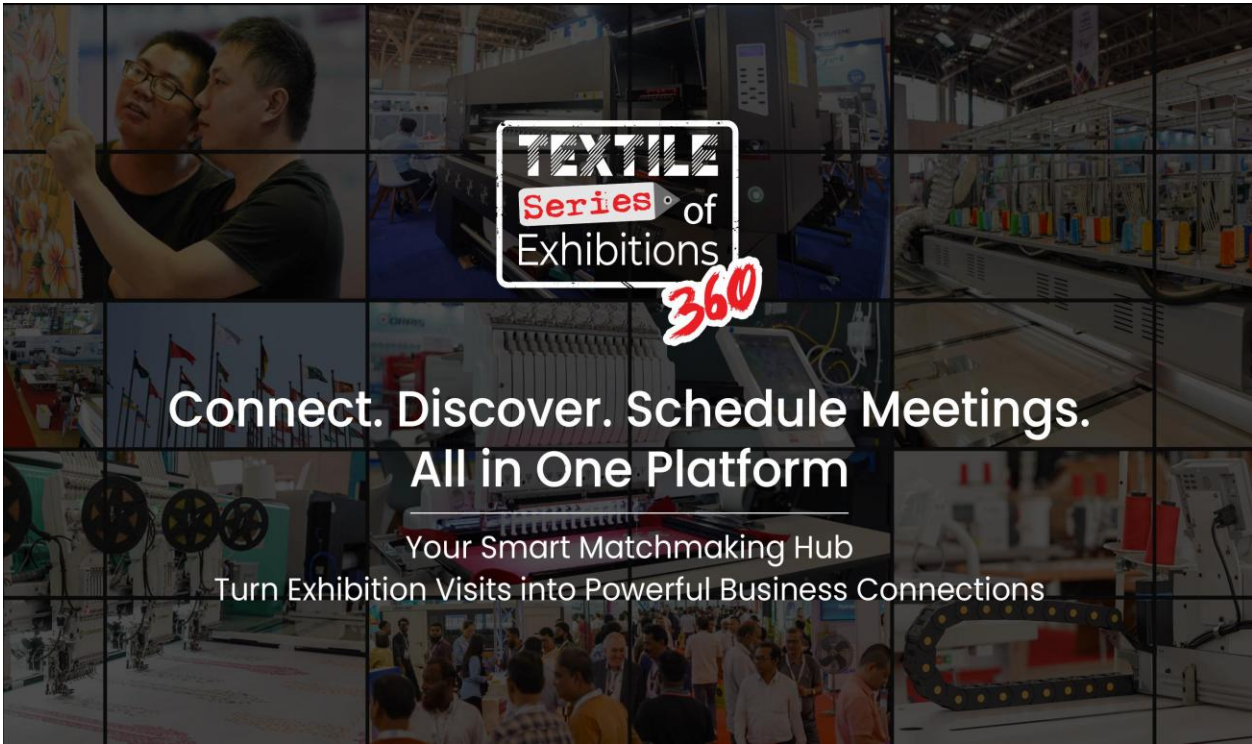 TEXTILE
Series of
Exhibitions
360
Connect. Discover. Schedule Meetings.
All in One Platform
Your Smart Matchmaking Hub
Turn Exhibition Visits into Powerful Business Connections